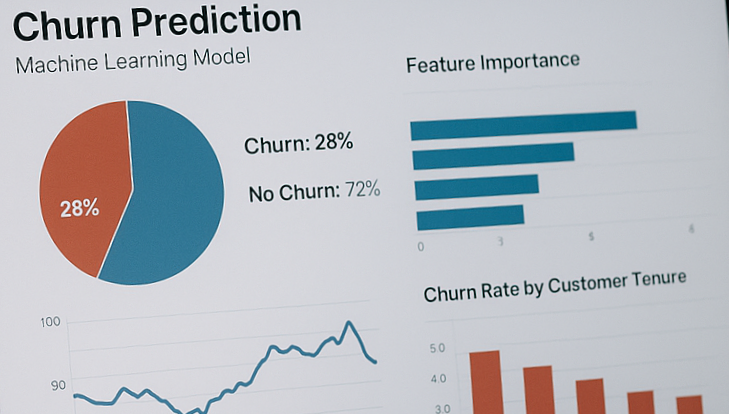 Churn Prediction
Machine Learning Model
28%
Churn: 28%
No Churn: 72%
Feature Importance
0 3 5 6
Churn Rate by Customer Tenure
100
90
5.0
4.0
3.0